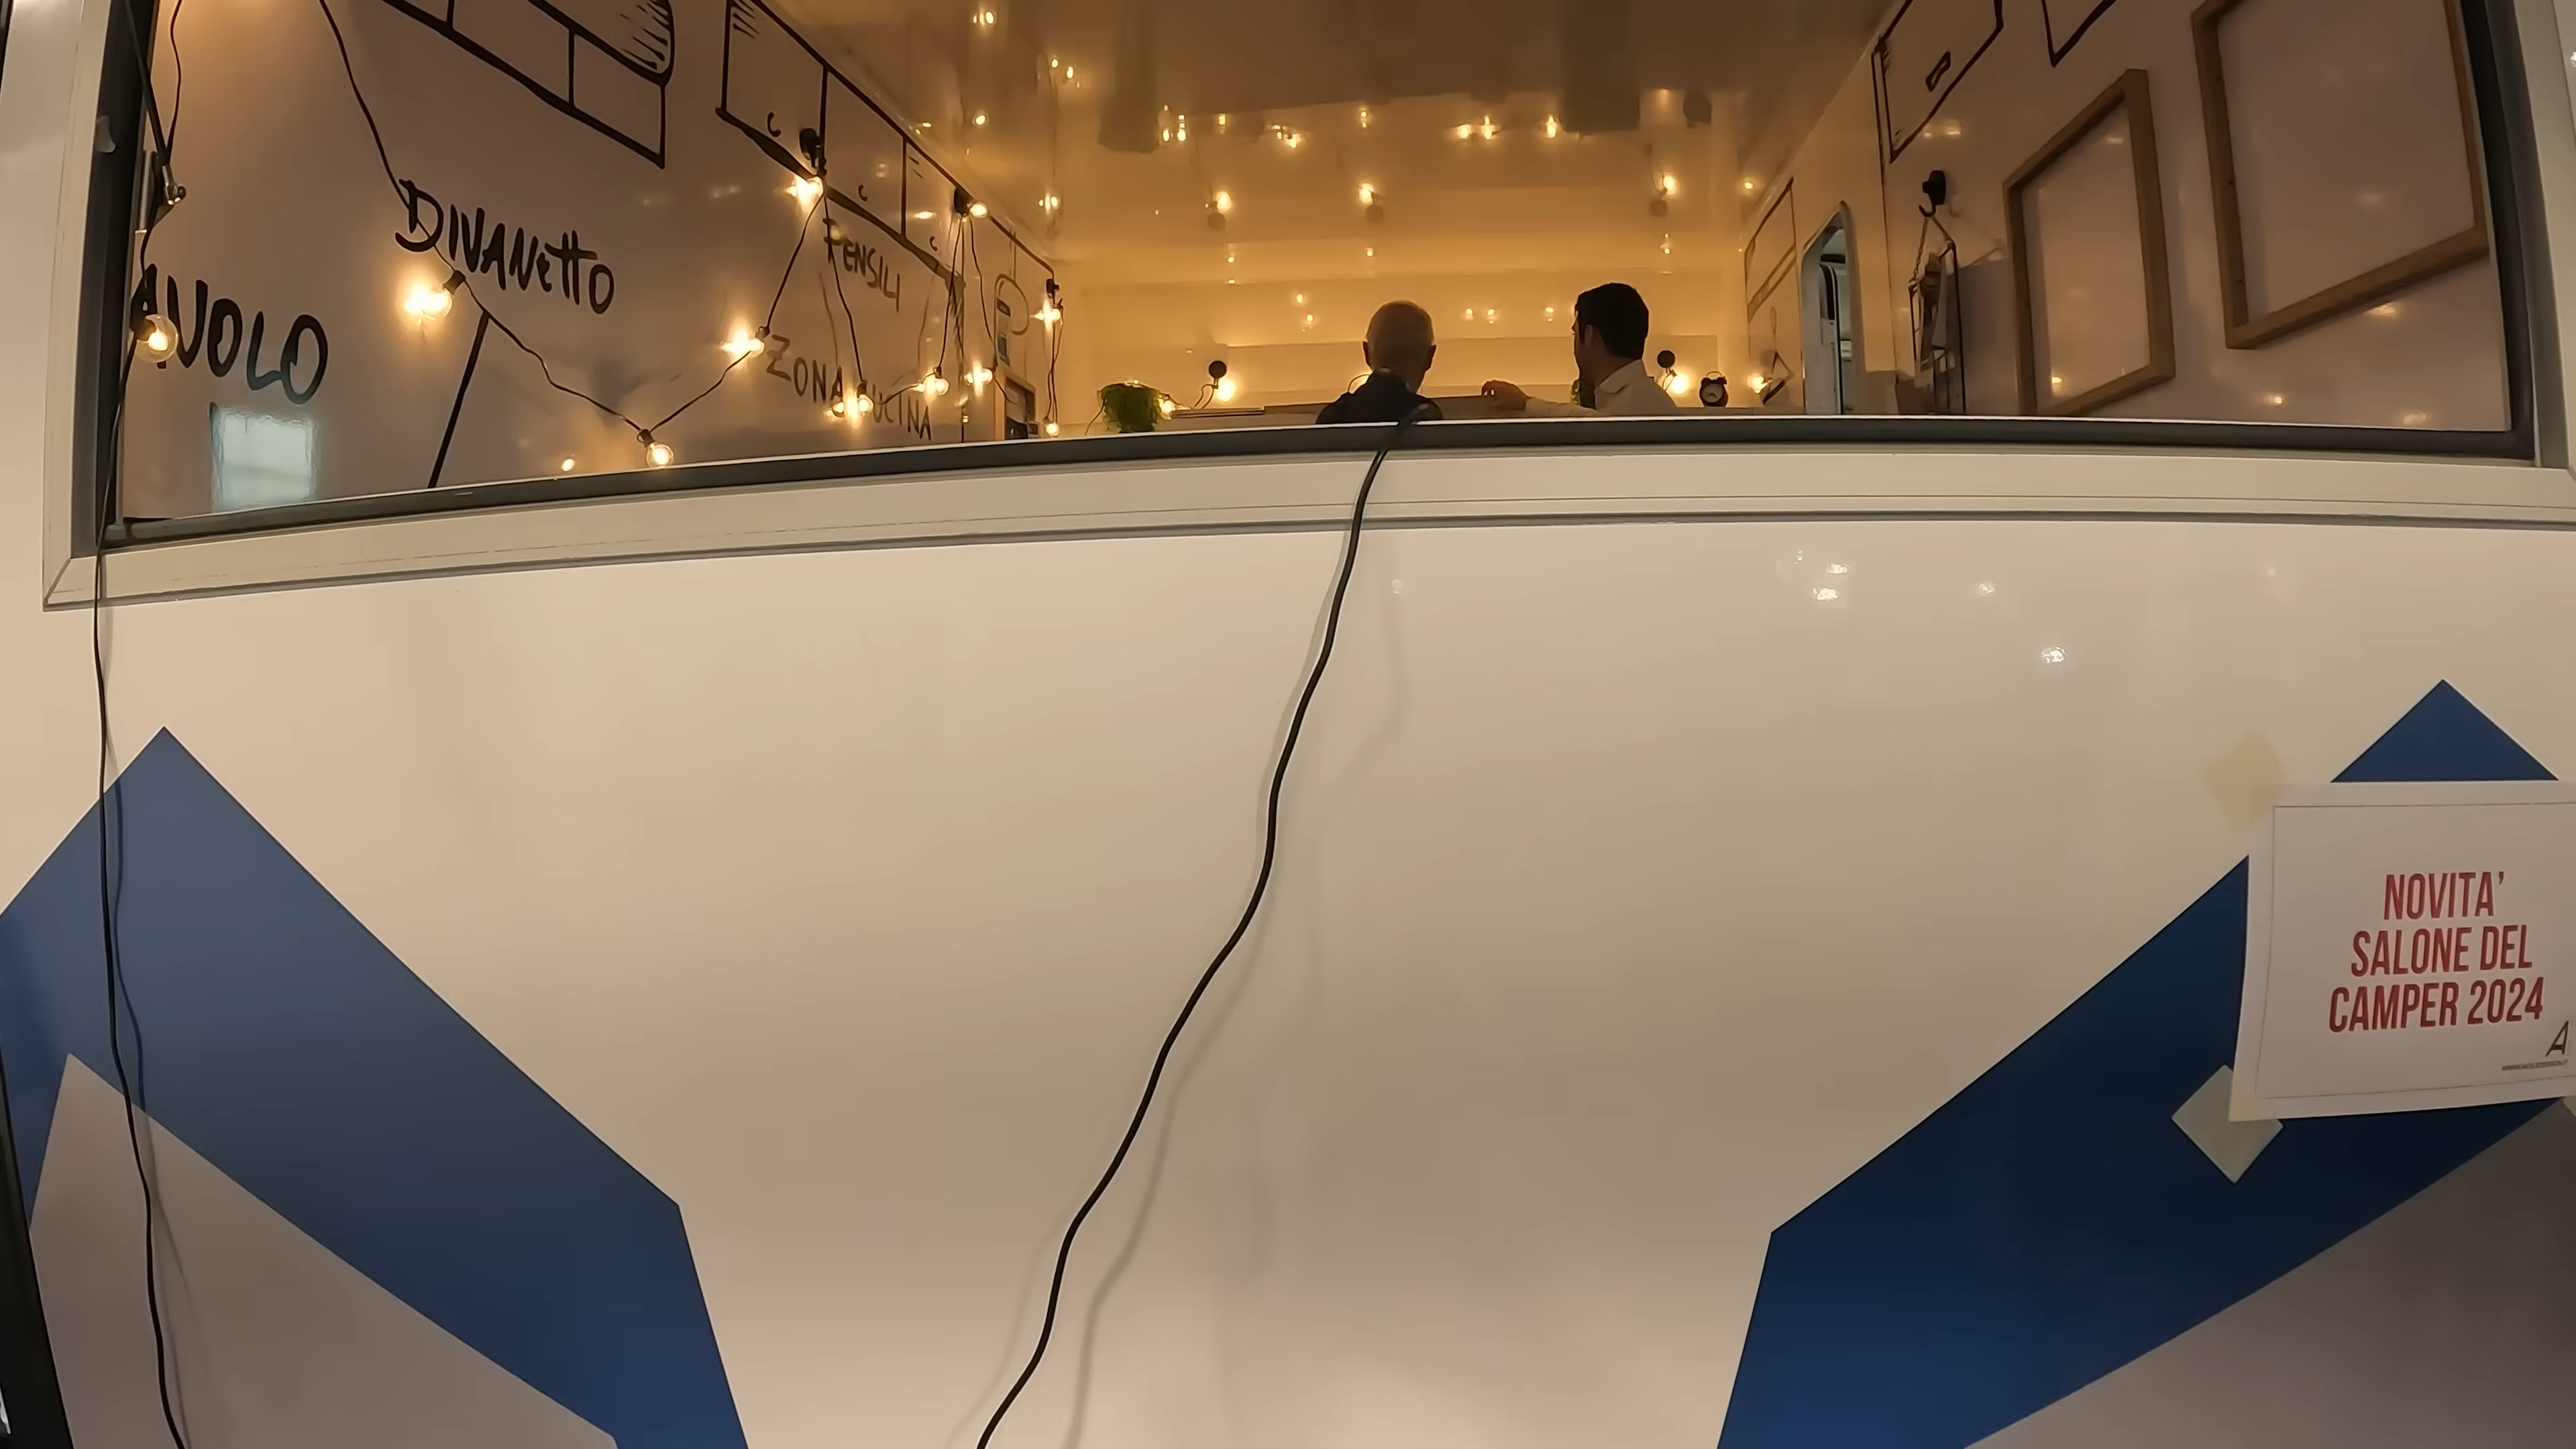 DIVANETTO
AVOLO
PENSILI
ZONA CUCINA
NOVITA'
SALONE DEL
CAMPER 2024
A